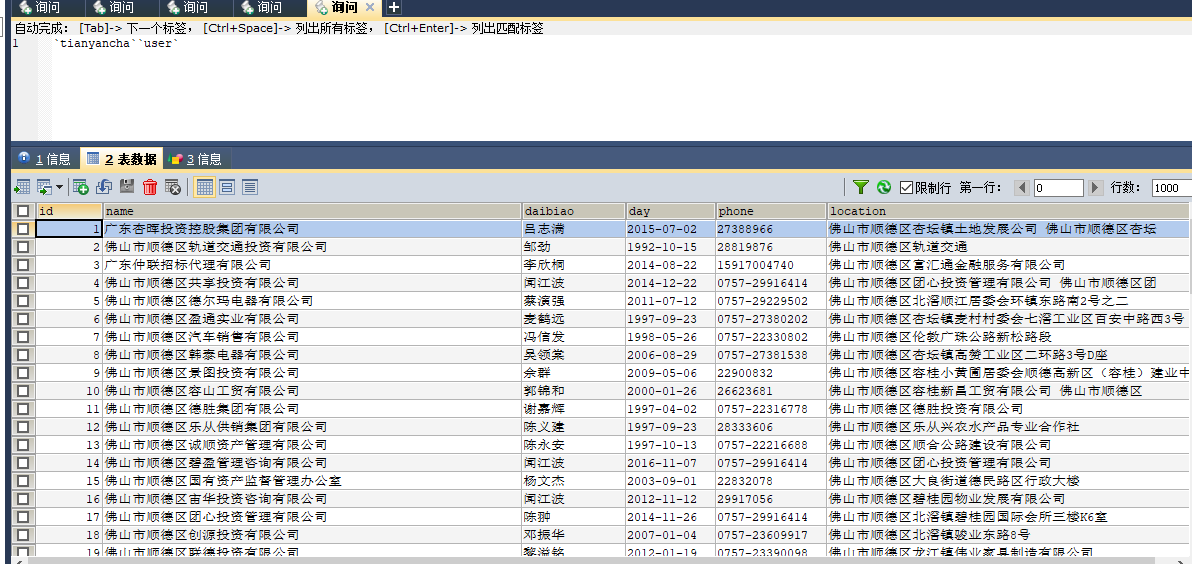 询问 询问 询问 询问 询问
自动完成: [Tab]-> 下一个标签， [Ctrl+Space]-> 列出所有标签， [Ctrl+Enter]-> 列出匹配标签
1 `tianyancha``user`
1 信息 2 表数据 3 信息
限制行 第一行： 0 行数： 1000
id name daibiao day phone location
1 广东杏晖投资控股集团有限公司 吕志满 2015-07-02 27388966 佛山市顺德区杏坛镇土地发展公司 佛山市顺德区杏坛
2 佛山市顺德区轨道交通投资有限公司 邹劲 1992-10-15 28819876 佛山市顺德区轨道交通
3 广东仲联招标代理有限公司 李欣桐 2014-08-22 15917004740 佛山市顺德区富汇通金融服务有限公司
4 佛山市顺德区共享投资有限公司 闻江波 2014-12-22 0757-29916414 佛山市顺德区团心投资管理有限公司 佛山市顺德区团
5 佛山市顺德区德尔玛电器有限公司 蔡演强 2011-07-12 0757-29229502 佛山市顺德区北滘顺江居委会环镇东路南2号之二
6 佛山市顺德区盈通实业有限公司 麦鹤远 1997-09-23 0757-27380202 佛山市顺德区杏坛镇麦村村委会七滘工业区百安中路西3号
7 佛山市顺德区汽车销售有限公司 冯信发 1998-05-26 0757-22330802 佛山市顺德区伦教广珠公路新松路段
8 佛山市顺德区韩泰电器有限公司 吴领棠 2006-08-29 0757-27381538 佛山市顺德区杏坛镇高赞工业区二环路3号D座
9 佛山市顺德区景图投资有限公司 佘群 2009-05-06 22900832 佛山市顺德区容桂小黄圃居委会顺德高新区（容桂）建业中
10 佛山市顺德区容山工贸有限公司 郭锦和 2000-01-26 26623681 佛山市顺德区容桂新昌工贸有限公司 佛山市顺德区
11 佛山市顺德区德胜集团有限公司 谢嘉辉 1997-04-02 0757-22316778 佛山市顺德区德胜投资有限公司
12 佛山市顺德区乐从供销集团有限公司 陈义建 1997-09-23 28333606 佛山市顺德区乐从兴农水产品专业合作社
13 佛山市顺德区诚顺资产管理有限公司 陈永安 1997-10-13 0757-22216688 佛山市顺德区顺合公路建设有限公司
14 佛山市顺德区碧盈管理咨询有限公司 闻江波 2016-11-07 0757-29916414 佛山市顺德区团心投资管理有限公司
15 佛山市顺德区国有资产监督管理办公室 杨文杰 2003-09-01 22832078 佛山市顺德区大良街道德民路区行政大楼
16 佛山市顺德区宙华投资咨询有限公司 闻江波 2012-11-12 29917056 佛山市顺德区碧桂园物业发展有限公司
17 佛山市顺德区团心投资管理有限公司 陈翀 2014-11-26 0757-29916414 佛山市顺德区北滘镇碧桂园国际会所三楼K6室
18 佛山市顺德区创源投资有限公司 邓振华 2007-01-04 0757-23609917 佛山市顺德区北滘镇骏业东路8号
19 佛山市顺德区联德投资有限公司 黎溢铭 2012-01-19 0757-23390098 佛山市顺德区龙江镇伟业家具制造有限公司